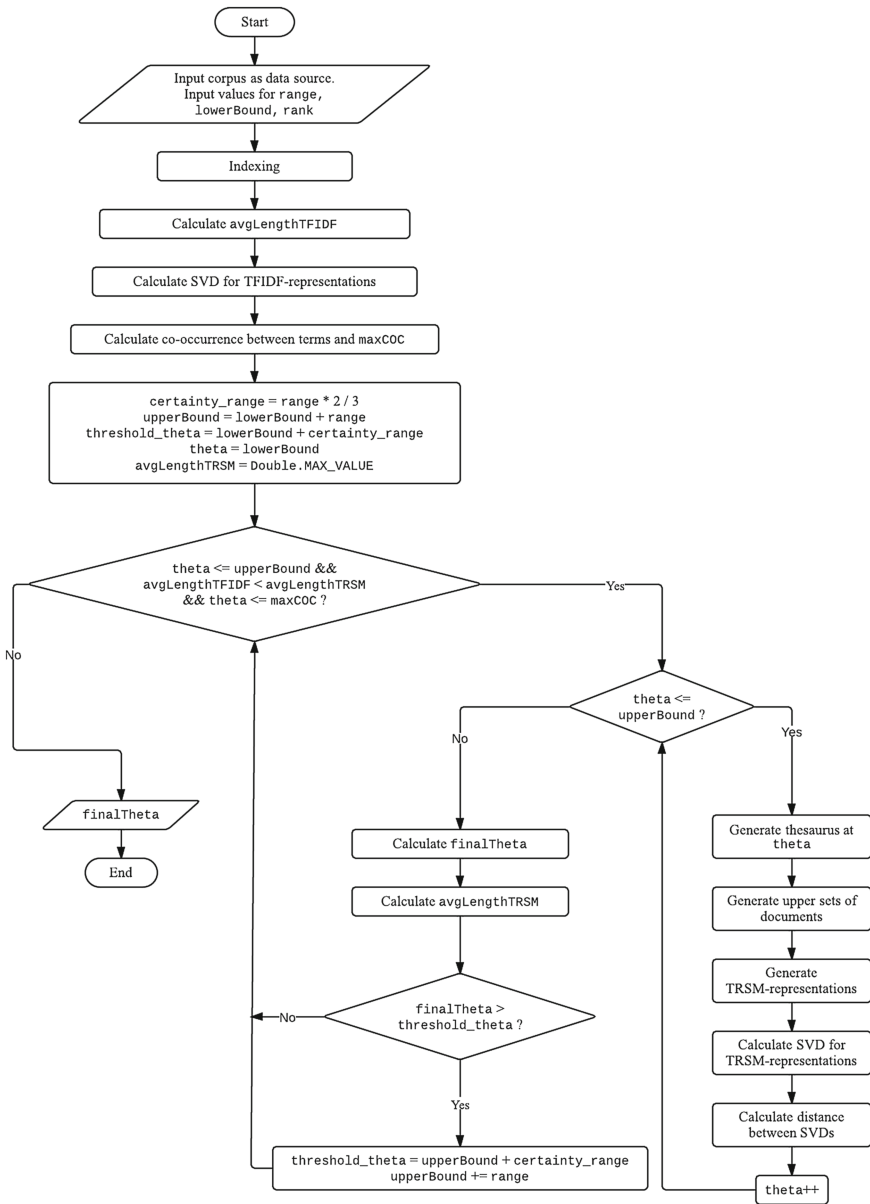 Start
Input corpus as data source.
Input values for range,
lowerBound, rank
Indexing
Calculate avgLengthTFIDF
Calculate SVD for TFIDF-representations
Calculate co-occurrence between terms and maxCOC
certainty_range = range * 2 / 3
upperBound = lowerBound + range
threshold_theta = lowerBound + certainty_range
theta = lowerBound
avgLengthTRSM = Double.MAX_VALUE
theta <= upperBound &&
avgLengthTFIDF < avgLengthTRSM
&& theta <= maxCOC ?
Yes
No
theta <=
upperBound ?
No
Yes
finalTheta
End
Calculate finalTheta
Calculate avgLengthTRSM
finalTheta >
threshold_theta ?
No
Yes
threshold_theta = upperBound + certainty_range
upperBound += range
Generate thesaurus at
theta
Generate upper sets of
documents
Generate
TRSM-representations
Calculate SVD for
TRSM-representations
Calculate distance
between SVDs
theta++